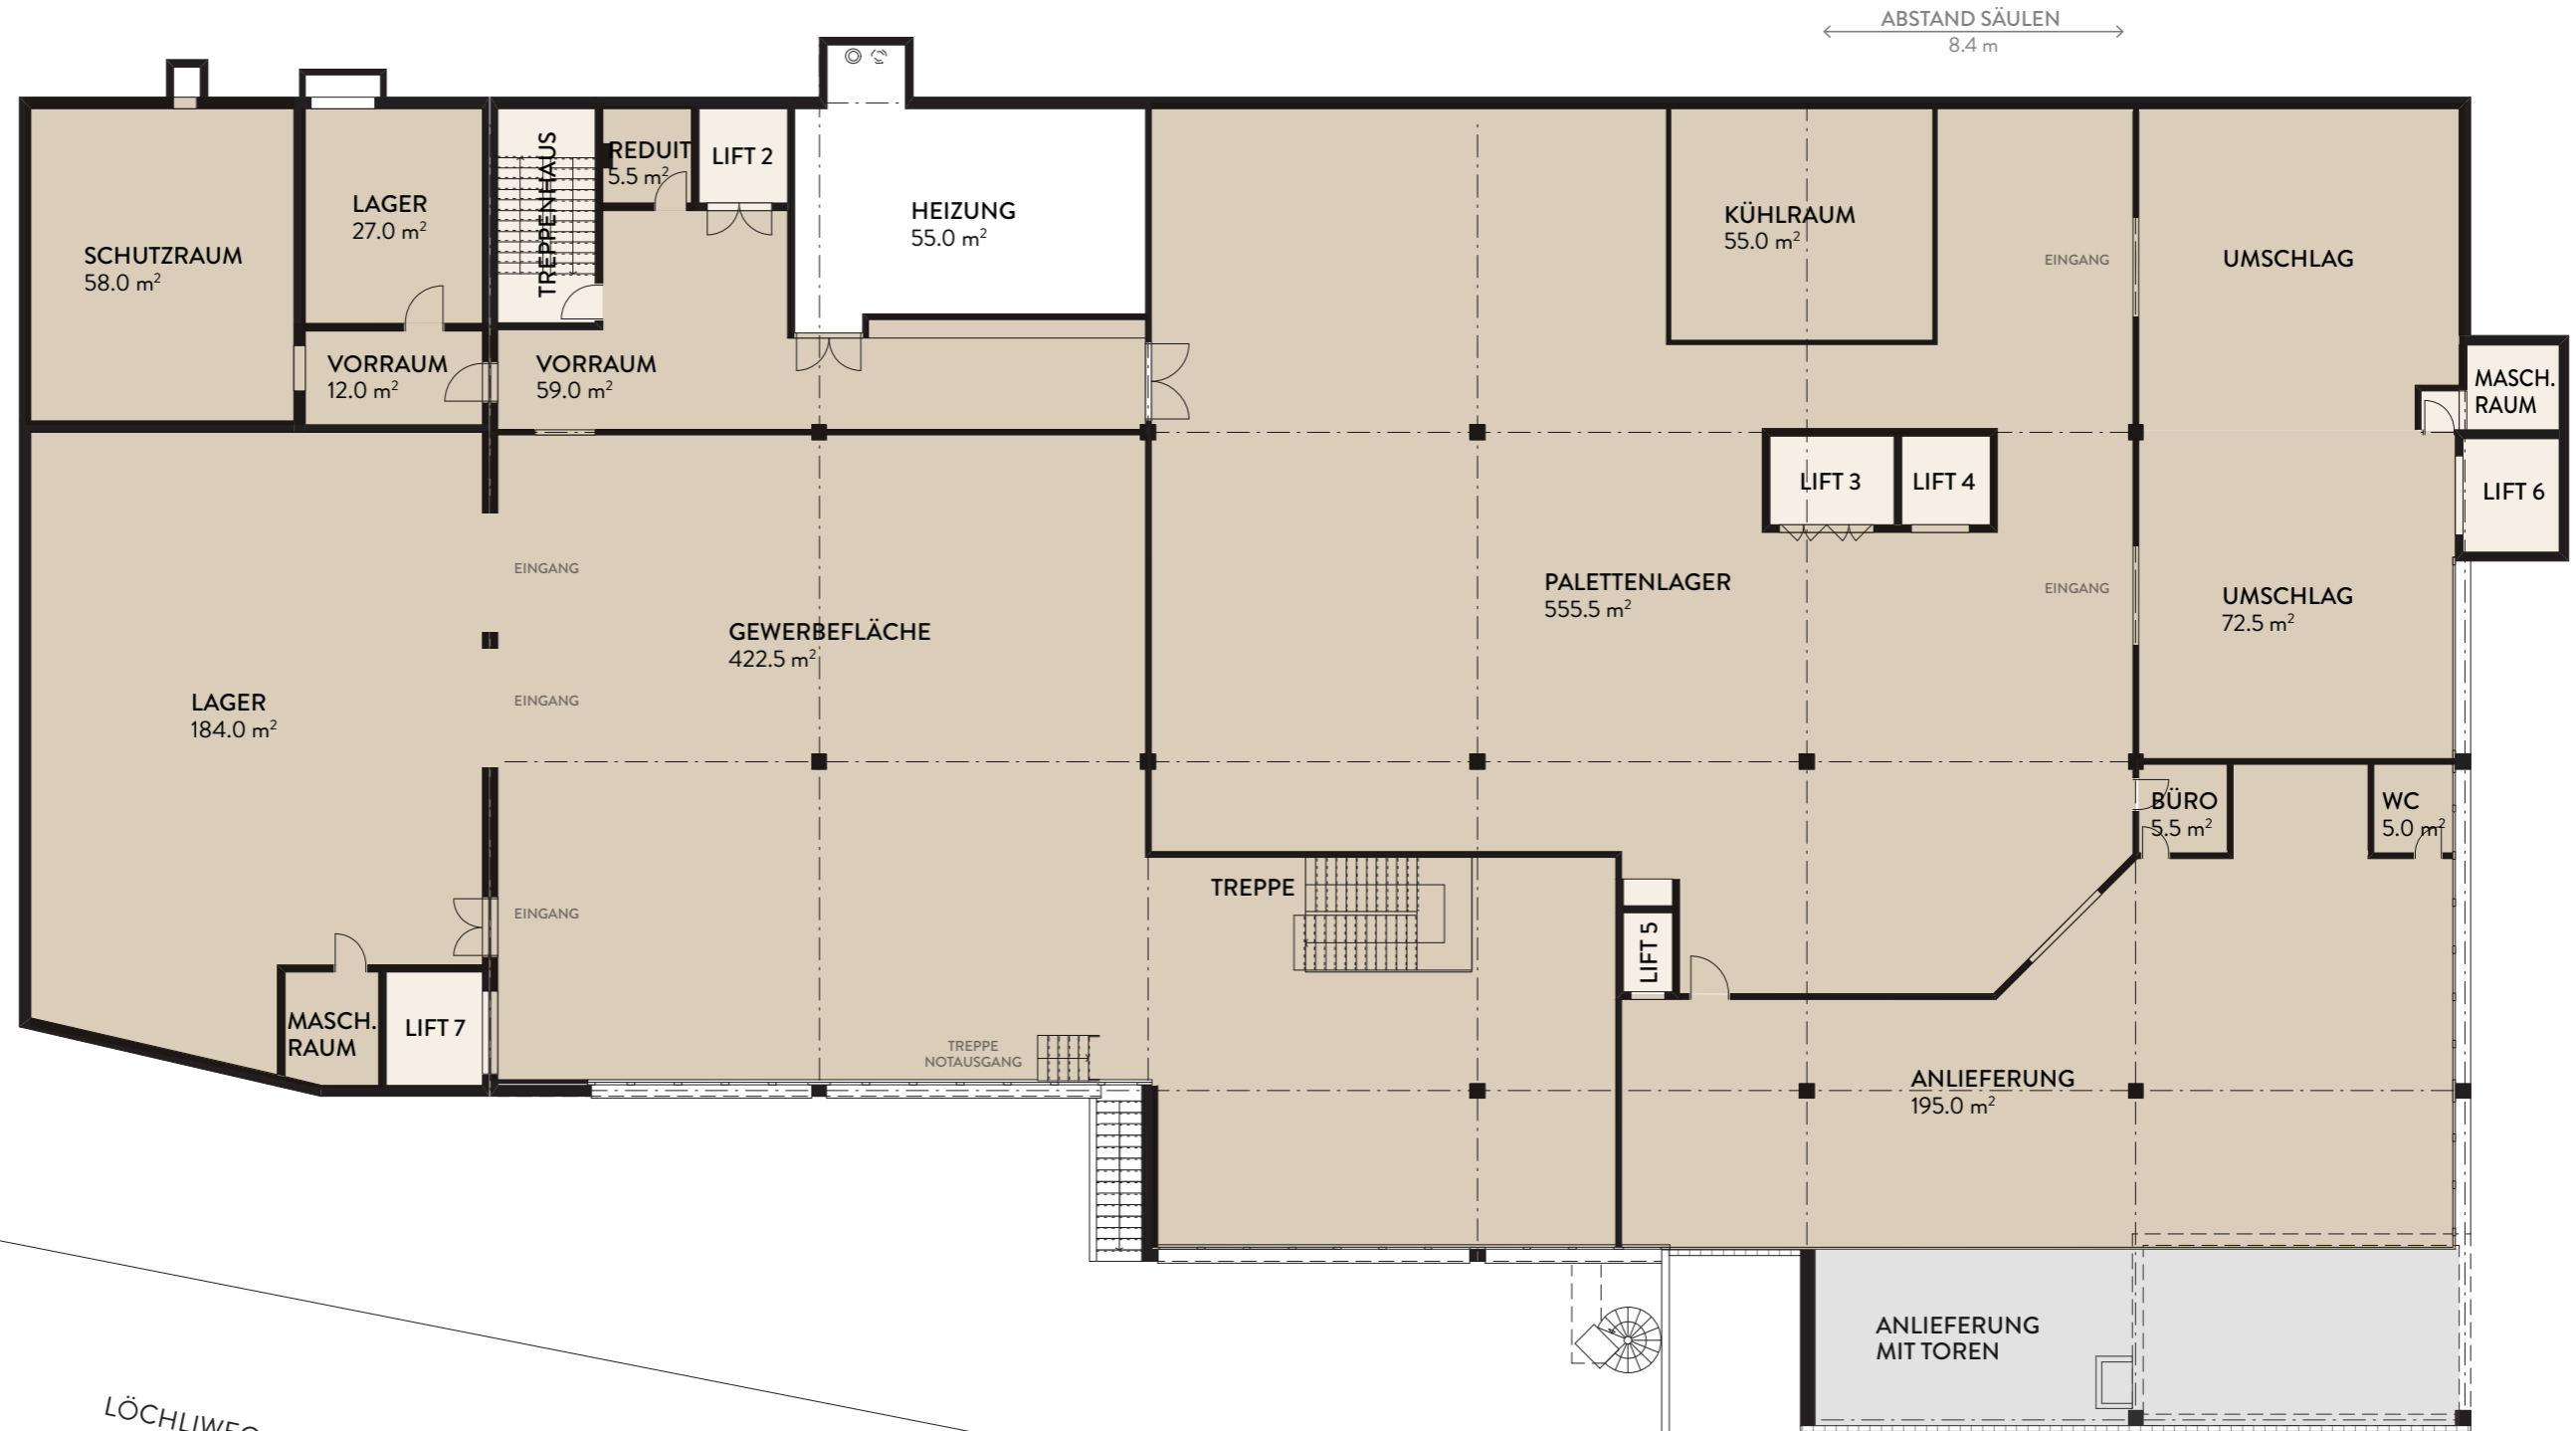 ABSTAND SÄULEN
8.4 m
SCHUTZRAUM
58.0 m²
LAGER
27.0 m²
TREPPENHAUS
REDUIT
5.5 m²
LIFT 2
HEIZUNG
55.0 m²
KÜHLRAUM
55.0 m²
EINGANG
UMSCHLAG
VORRAUM
12.0 m²
VORRAUM
59.0 m²
MASCH.
RAUM
LIFT 3
LIFT 4
LIFT 6
EINGANG
GEWERBEFLÄCHE
422.5 m²
PALETTENLAGER
555.5 m²
EINGANG
UMSCHLAG
72.5 m²
LAGER
184.0 m²
EINGANG
BÜRO
5.5 m²
WC
5.0 m²
EINGANG
TREPPE
LIFT 5
MASCH.
RAUM
LIFT 7
TREPPE
NOTAUSGANG
ANLIEFERUNG
195.0 m²
ANLIEFERUNG
MIT TOREN
LÖCHLIWEG